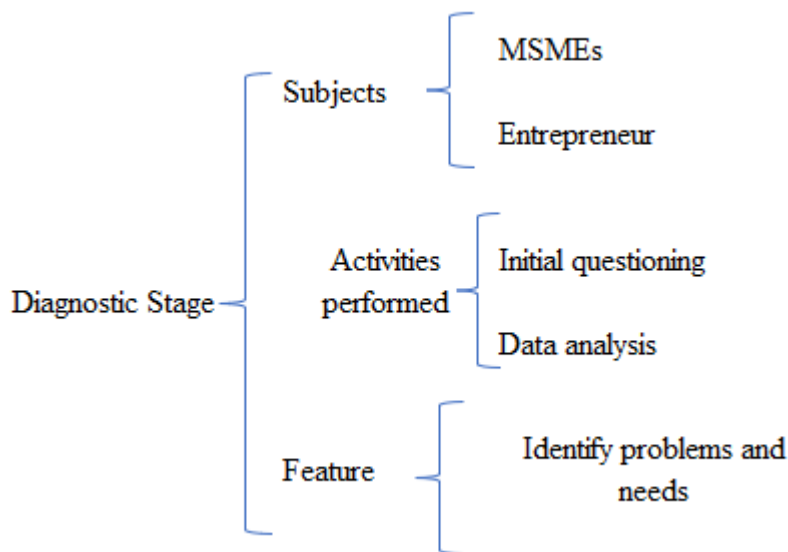 MSMEs
Subjects
Entrepreneur
Activities
performed
Initial questioning
Diagnostic Stage
Data analysis
Feature
Identify problems and
needs